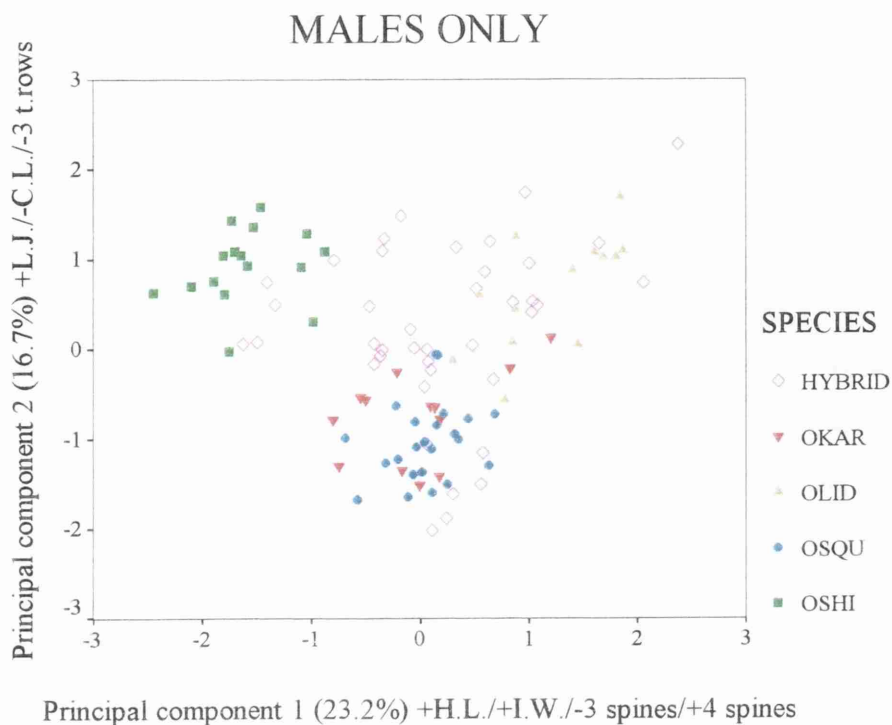 MALES ONLY
Principal component 2 (16.7%) +L.J./-C.L./-3 t.rows
3
2
1
0
-1
-2
-3
-3
-2
-1
0
1
2
3
Principal component 1 (23.2%) +H.L./+I.W./-3 spines/+4 spines
SPECIES
HYBRID
OKAR
OLID
OSQU
OSHI